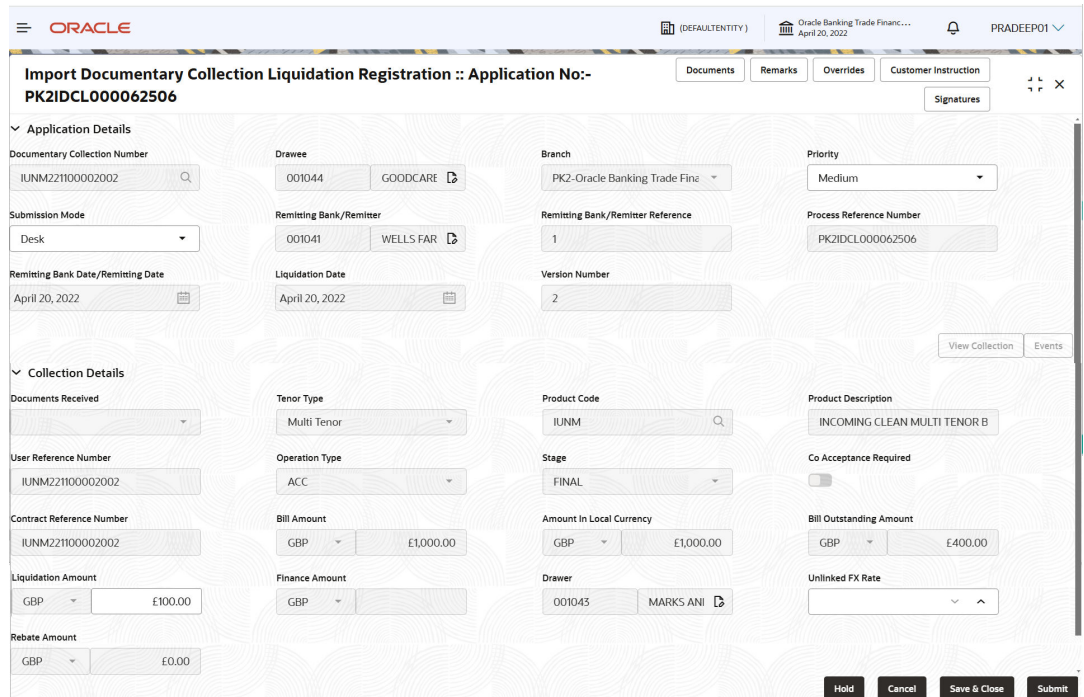 ORACLE
(DEFAULTENTITY )
Oracle Banking Trade Financ...
April 20, 2022
PRADEEP01
Import Documentary Collection Liquidation Registration :: Application No:-
PK2IDCL000062506
Documents Remarks Overrides Customer Instruction
Signatures
Application Details
Documentary Collection Number Drawee Branch Priority
IUNM221100002002 001044 GOODCARE PK2-Oracle Banking Trade Fina Medium
Submission Mode Remitting Bank/Remitter Remitting Bank/Remitter Reference Process Reference Number
Desk 001041 WELLS FAR 1 PK2IDCL000062506
Remitting Bank Date/Remitting Date Liquidation Date Version Number
April 20, 2022 April 20, 2022 2
View Collection Events
Collection Details
Documents Received Tenor Type Product Code Product Description
Multi Tenor IUNM INCOMING CLEAN MULTI TENOR B
User Reference Number Operation Type Stage Co Acceptance Required
IUNM221100002002 ACC FINAL
Contract Reference Number Bill Amount Amount In Local Currency Bill Outstanding Amount
IUNM221100002002 GBP £1,000.00 GBP £1,000.00 GBP £400.00
Liquidation Amount Finance Amount Drawer Unlinked FX Rate
GBP £100.00 GBP 001043 MARKS ANI
Rebate Amount
GBP £0.00
Hold Cancel Save & Close Submit